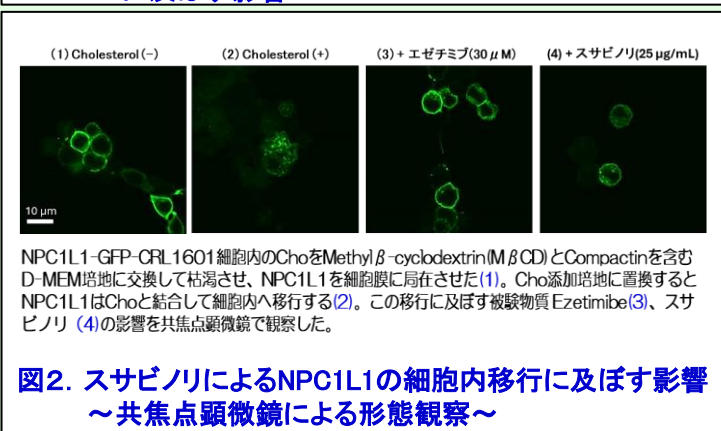 (1) Cholesterol (-)
(2) Cholesterol (+)
(3) + エゼチミブ(30 μM)
(4) + スサビノリ(25 μg/mL)
10 μm
NPC1L1-GFP-CRL1601細胞内のChoをMethylβ-cyclodextrin(MβCD)とCompactinを含む
D-MEM培地に交換して枯渇させ、NPC1L1を細胞膜に局在させた(1)。Cho添加培地に置換すると
NPC1L1はChoと結合して細胞内へ移行する(2)。この移行に及ぼす被験物質Ezetimibe(3)、スサ
ビノリ (4)の影響を共焦点顕微鏡で観察した。
図2. スサビノリによるNPC1L1の細胞内移行に及ぼす影響
~共焦点顕微鏡による形態観察~